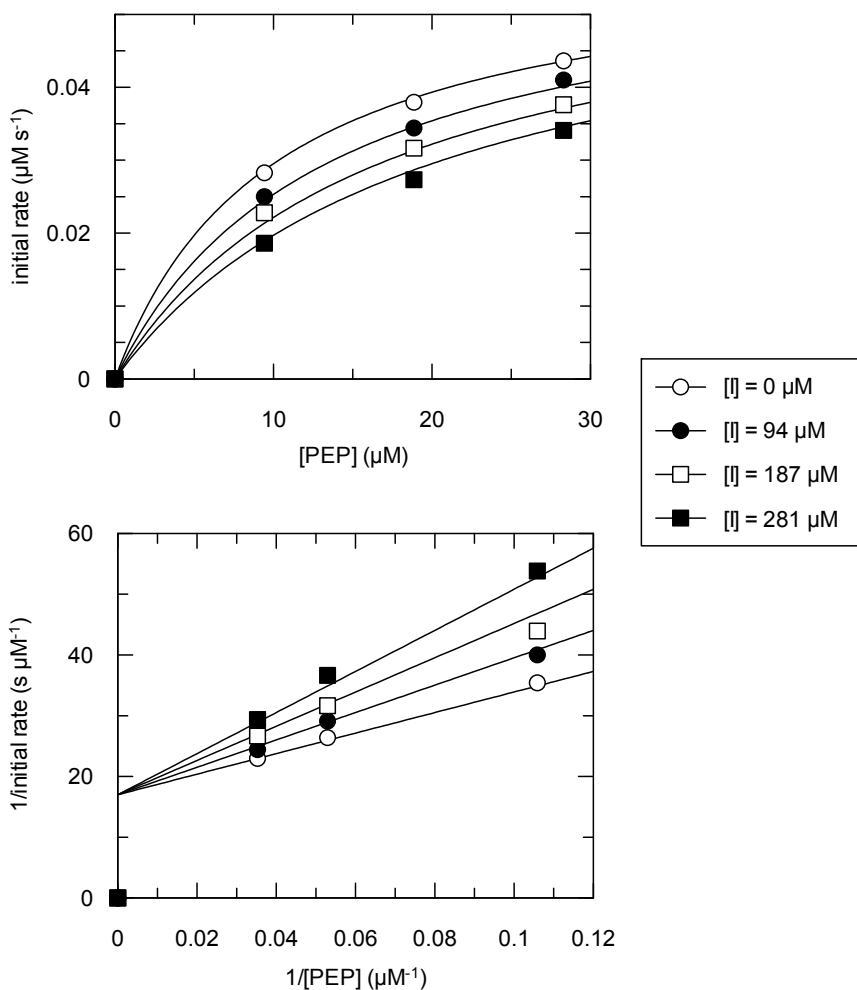 0.04
0.02
0
initial rate (µM s⁻¹)
0 10 20 30
[PEP] (µM)
[I] = 0 µM
[I] = 94 µM
[I] = 187 µM
[I] = 281 µM
60
40
20
0
1/initial rate (s µM⁻¹)
0 0.02 0.04 0.06 0.08 0.1 0.12
1/[PEP] (µM⁻¹)